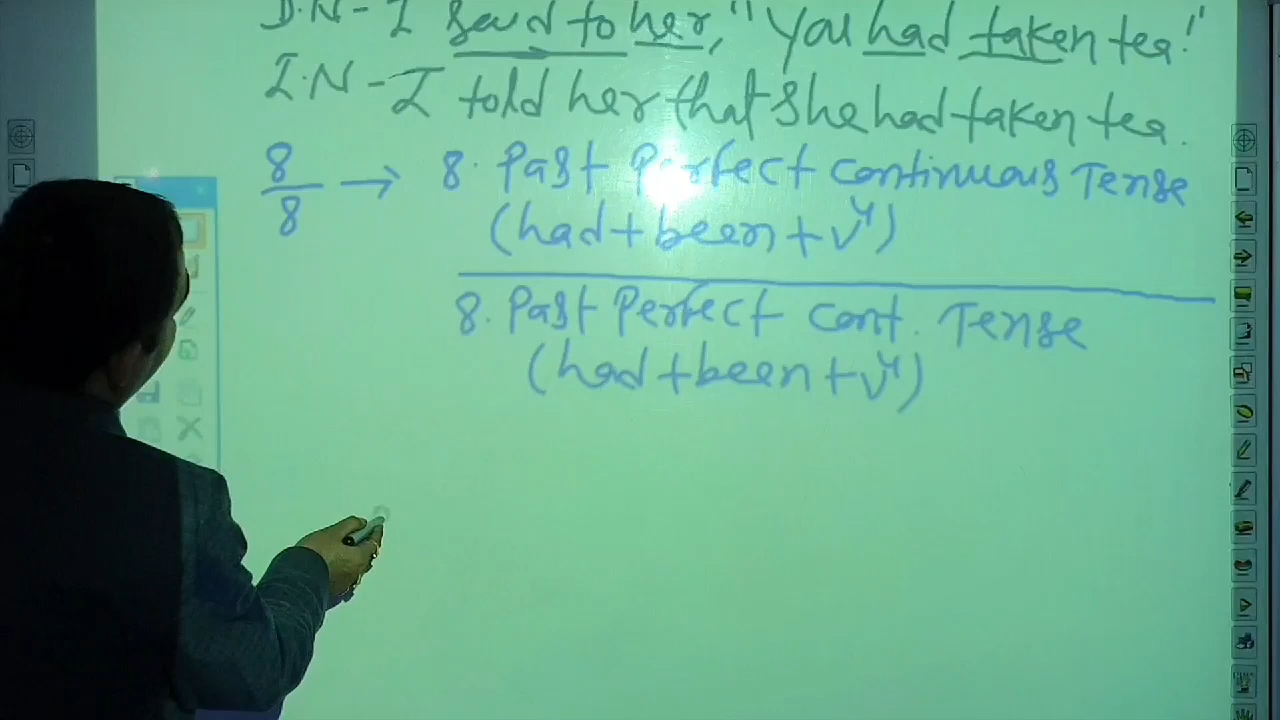 D.N - I said to her, "You had taken tea."
I.N - I told her that She had taken tea.
8/8 → 8. Past Perfect Continuous Tense
(had+been+v⁴)
8. Past Perfect Cont. Tense
(had+been+v⁴)